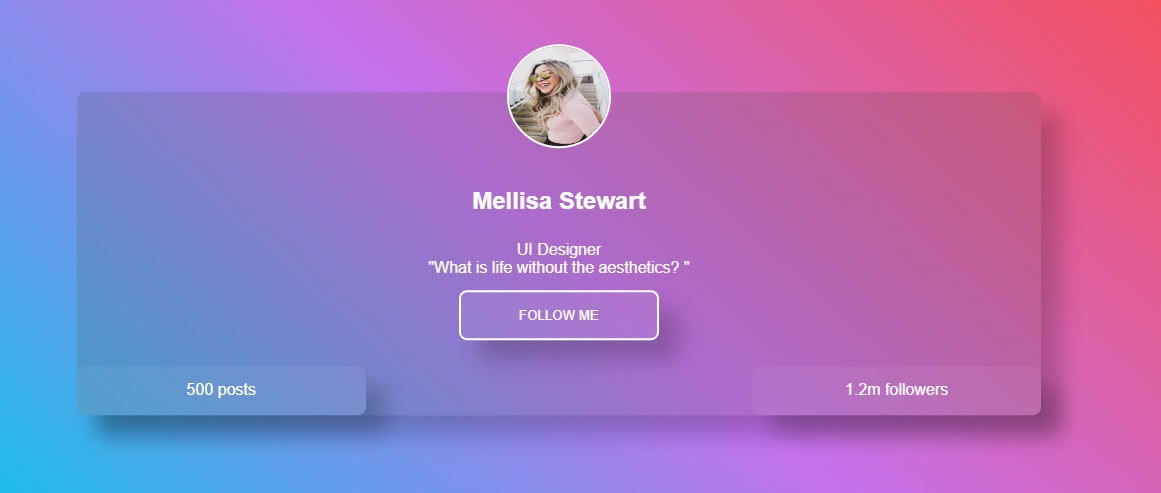 Mellisa Stewart
UI Designer
"What is life without the aesthetics? "
FOLLOW ME
500 posts
1.2m followers